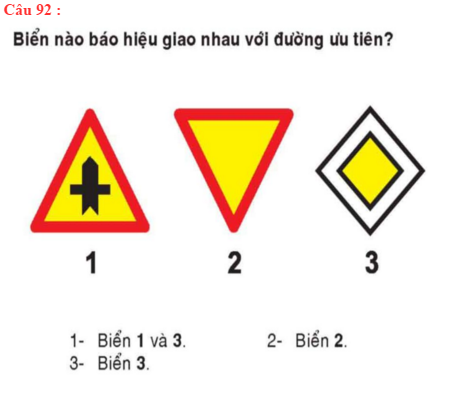 Câu 92 :
Biển nào báo hiệu giao nhau với đường ưu tiên?
1 2 3
1- Biển 1 và 3. 2- Biển 2.
3- Biển 3.